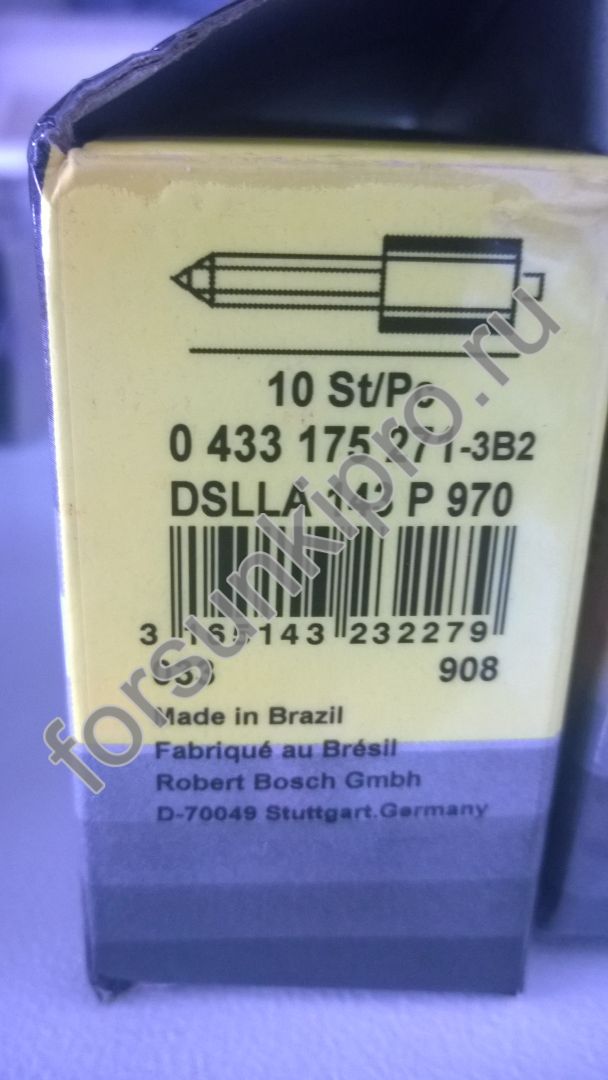 10 St/Pc
0 433 175 271-3B2
DSLLA 143 P 970
3 165143 232279
908
Made in Brazil
Fabriqué au Brésil
Robert Bosch Gmbh
D-70049 Stuttgart.Germany
forsunkipro.ru